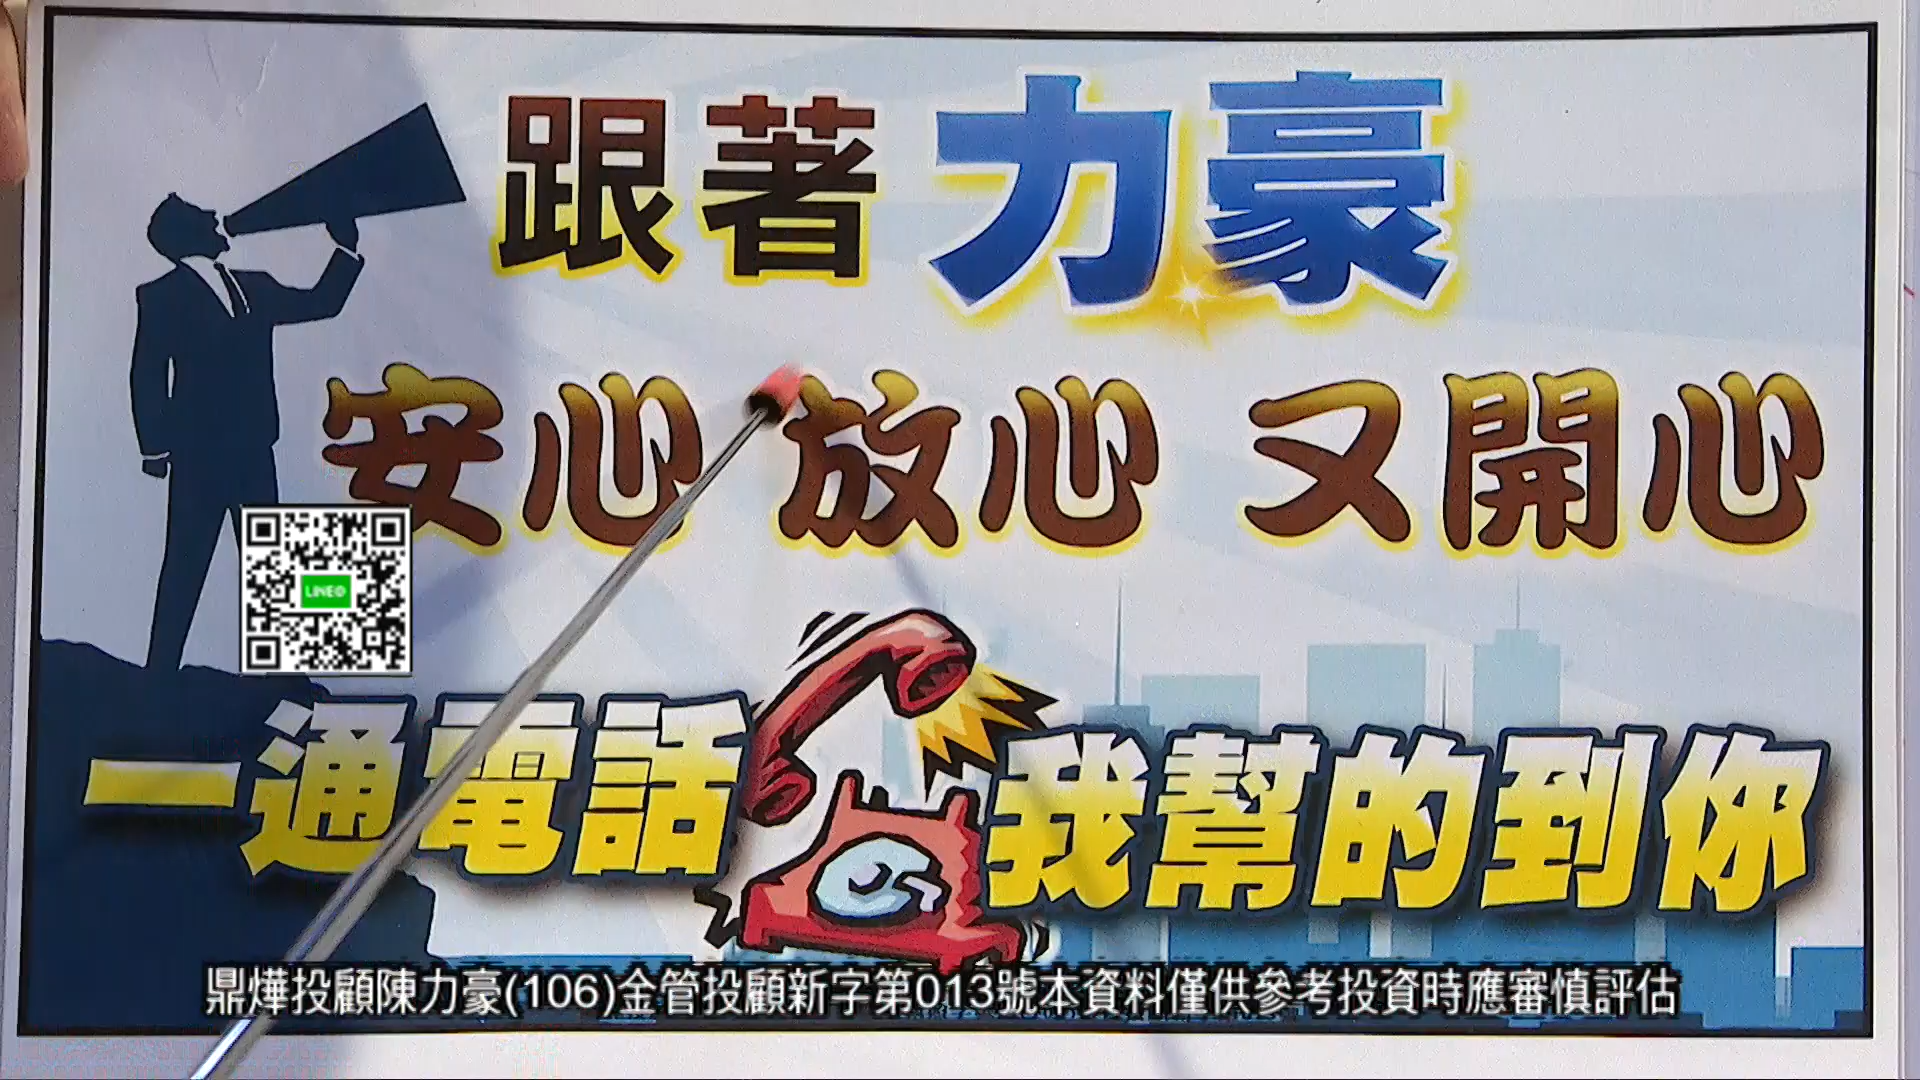 跟著力豪
安心 放心 又開心
LINE@
一通電話 我幫的到你
鼎燁投顧陳力豪(106)金管投顧新字第013號本資料僅供參考投資時應審慎評估